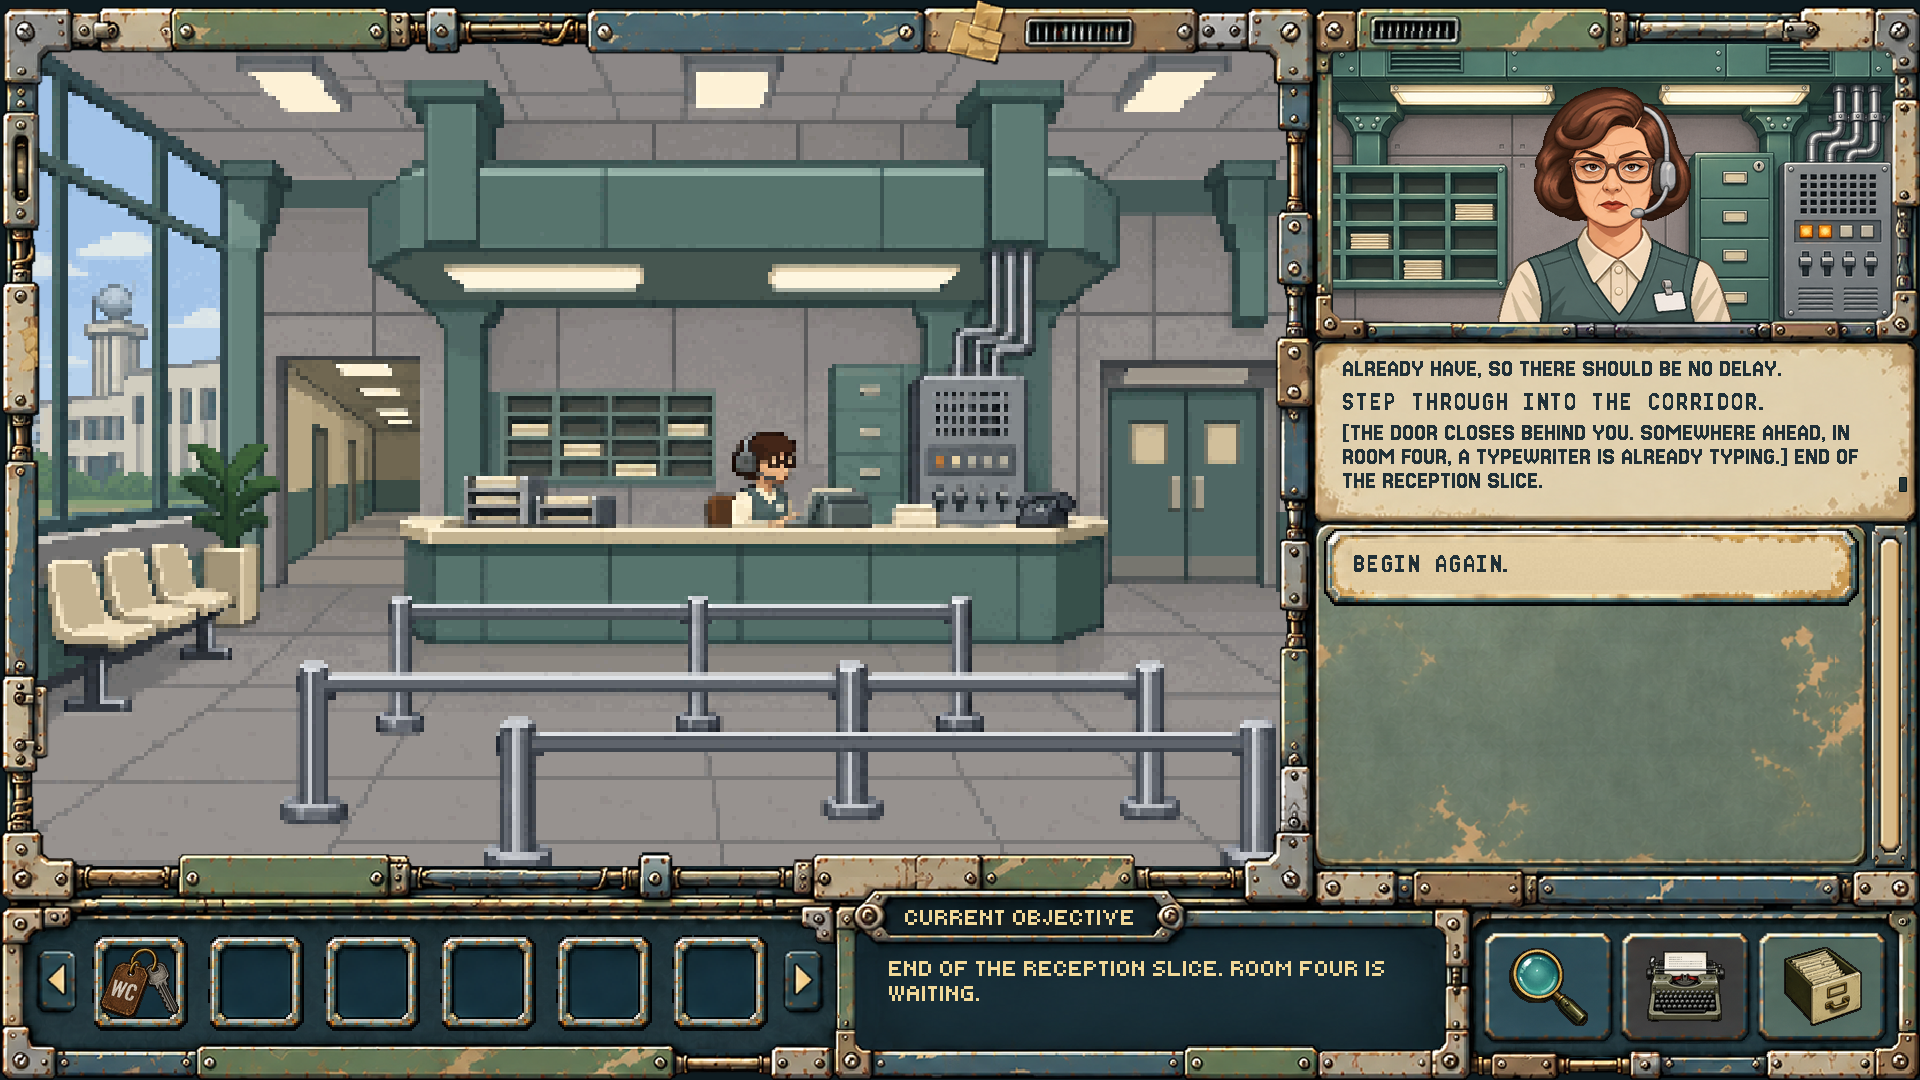 ALREADY HAVE, SO THERE SHOULD BE NO DELAY.
STEP THROUGH INTO THE CORRIDOR.
[THE DOOR CLOSES BEHIND YOU. SOMEWHERE AHEAD, IN
ROOM FOUR, A TYPEWRITER IS ALREADY TYPING.] END OF
THE RECEPTION SLICE.
BEGIN AGAIN.
CURRENT OBJECTIVE
END OF THE RECEPTION SLICE. ROOM FOUR IS
WAITING.
WC